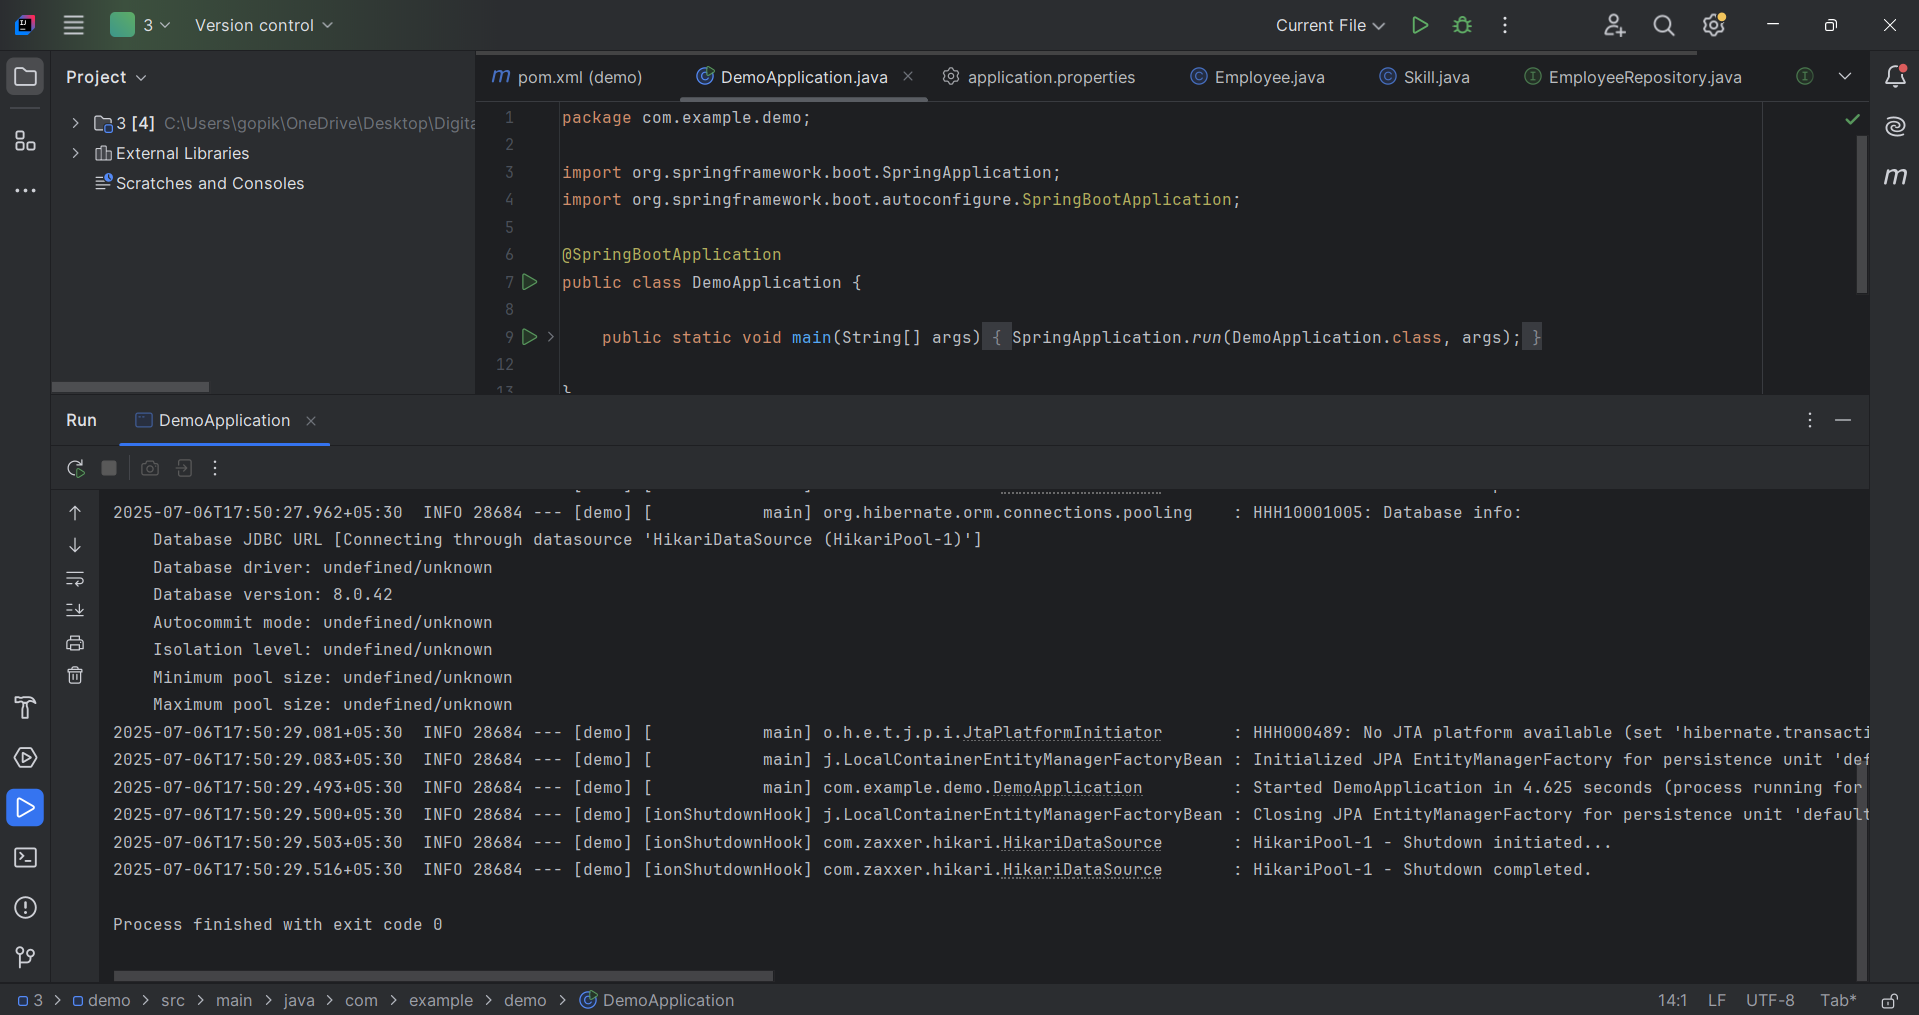 3 Version control Current File
Project
pom.xml (demo) DemoApplication.java application.properties Employee.java Skill.java EmployeeRepository.java
3 [4] C:\Users\gopik\OneDrive\Desktop\Digita
External Libraries
Scratches and Consoles
1 package com.example.demo;
2
3 import org.springframework.boot.SpringApplication;
4 import org.springframework.boot.autoconfigure.SpringBootApplication;
5
6 @SpringBootApplication
7 public class DemoApplication {
8
9 public static void main(String[] args) { SpringApplication.run(DemoApplication.class, args); }
12
13 }
Run DemoApplication
2025-07-06T17:50:27.962+05:30 INFO 28684 --- [demo] [ main] org.hibernate.orm.connections.pooling : HHH10001005: Database info:
Database JDBC URL [Connecting through datasource 'HikariDataSource (HikariPool-1)']
Database driver: undefined/unknown
Database version: 8.0.42
Autocommit mode: undefined/unknown
Isolation level: undefined/unknown
Minimum pool size: undefined/unknown
Maximum pool size: undefined/unknown
2025-07-06T17:50:29.081+05:30 INFO 28684 --- [demo] [ main] o.h.e.t.j.p.i.JtaPlatformInitiator : HHH000489: No JTA platform available (set 'hibernate.transacti
2025-07-06T17:50:29.083+05:30 INFO 28684 --- [demo] [ main] j.LocalContainerEntityManagerFactoryBean : Initialized JPA EntityManagerFactory for persistence unit 'def
2025-07-06T17:50:29.493+05:30 INFO 28684 --- [demo] [ main] com.example.demo.DemoApplication : Started DemoApplication in 4.625 seconds (process running for
2025-07-06T17:50:29.500+05:30 INFO 28684 --- [demo] [ionShutdownHook] j.LocalContainerEntityManagerFactoryBean : Closing JPA EntityManagerFactory for persistence unit 'default
2025-07-06T17:50:29.503+05:30 INFO 28684 --- [demo] [ionShutdownHook] com.zaxxer.hikari.HikariDataSource : HikariPool-1 - Shutdown initiated...
2025-07-06T17:50:29.516+05:30 INFO 28684 --- [demo] [ionShutdownHook] com.zaxxer.hikari.HikariDataSource : HikariPool-1 - Shutdown completed.
Process finished with exit code 0
3 > demo > src > main > java > com > example > demo > DemoApplication 14:1 LF UTF-8 Tab*